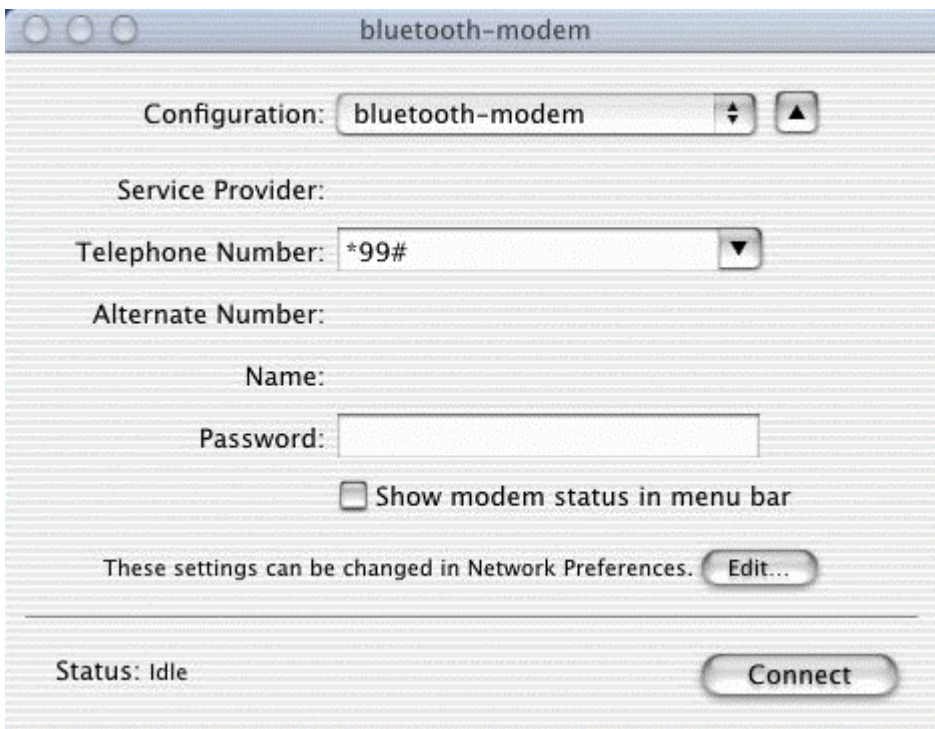 bluetooth-modem
Configuration: bluetooth-modem
Service Provider:
Telephone Number: *99#
Alternate Number:
Name:
Password:
Show modem status in menu bar
These settings can be changed in Network Preferences. Edit...
Status: Idle Connect